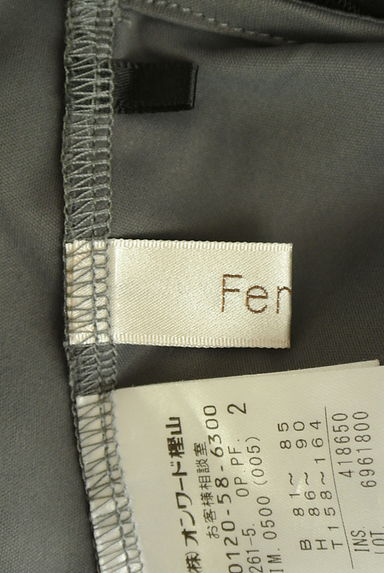 Fer
(株) オンワード樫山
お客様相談室
0120-58-6300
261-5. OP.PF. 2
IM. 0500 (005)
B 81～ 85
H 86～ 90
T 158～164
418650
INS 6961800
LOT